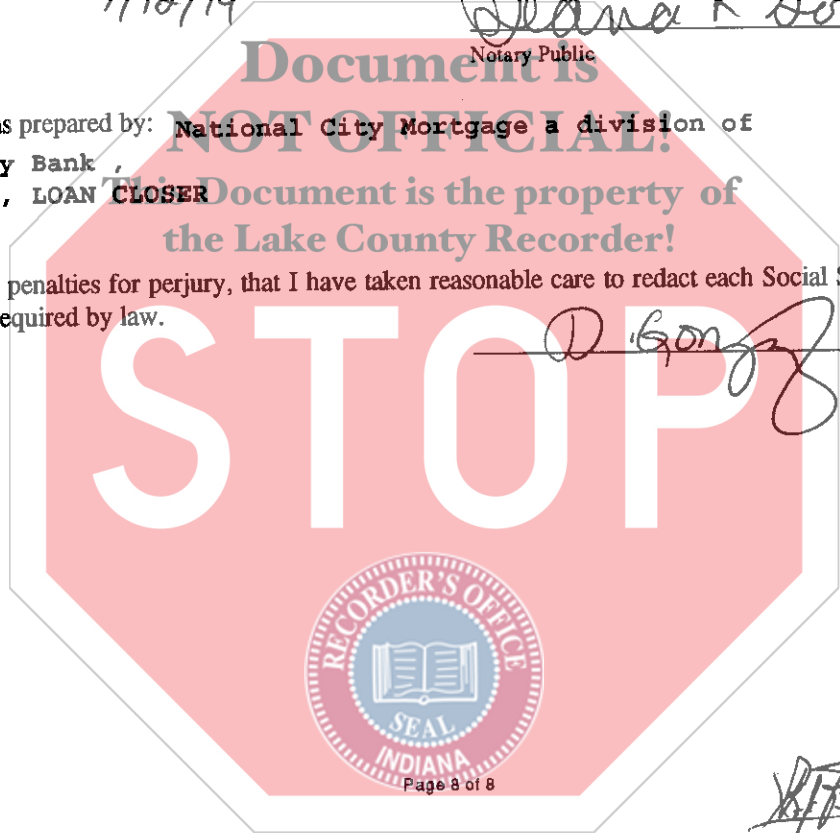 Notary Public
Document is
NOT OFFICIAL!
This Document is the property of
the Lake County Recorder!
s prepared by: National City Mortgage a division of
y Bank ,
, LOAN CLOSER
penalties for perjury, that I have taken reasonable care to redact each Social S
equired by law.
D. Gonz
STOP
RECORDER'S OFFICE
SEAL
INDIANA
Page 8 of 8